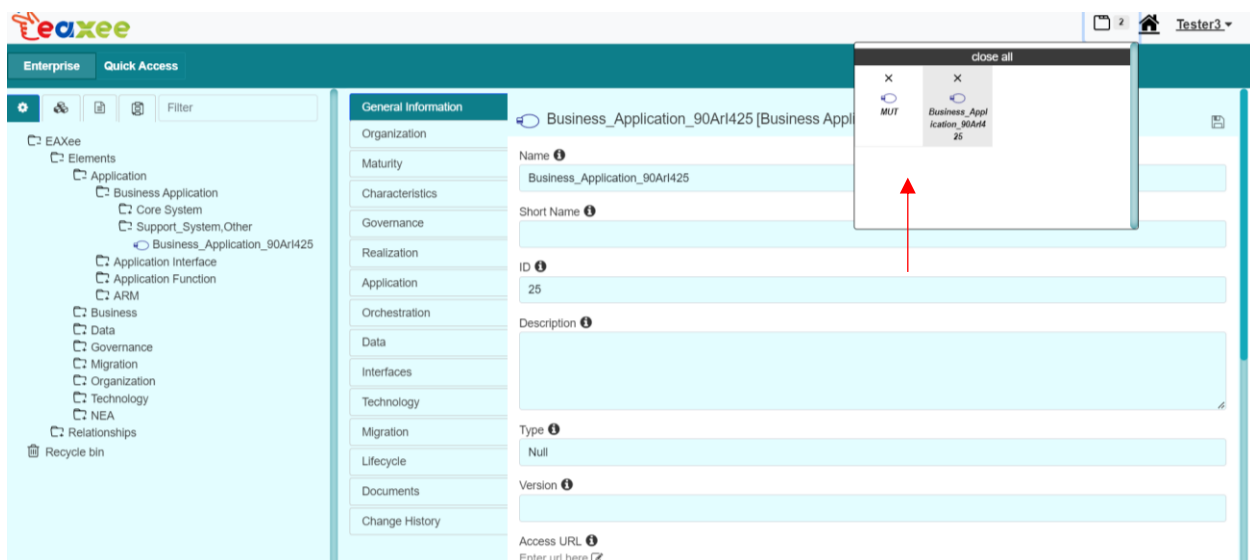 eaxee
2
Tester3
Enterprise
Quick Access
close all
×
×
MUT
Business_Appl
ication_90ArI4
25
Filter
EAXee
Elements
Application
Business Application
Core System
Support_System,Other
Business_Application_90ArI425
Application Interface
Application Function
ARM
Business
Data
Governance
Migration
Organization
Technology
NEA
Relationships
Recycle bin
General Information
Organization
Maturity
Characteristics
Governance
Realization
Application
Orchestration
Data
Interfaces
Technology
Migration
Lifecycle
Documents
Change History
Business_Application_90ArI425 [Business Appli
Name
Business_Application_90ArI425
Short Name
ID
25
Description
Type
Null
Version
Access URL
Enter url here